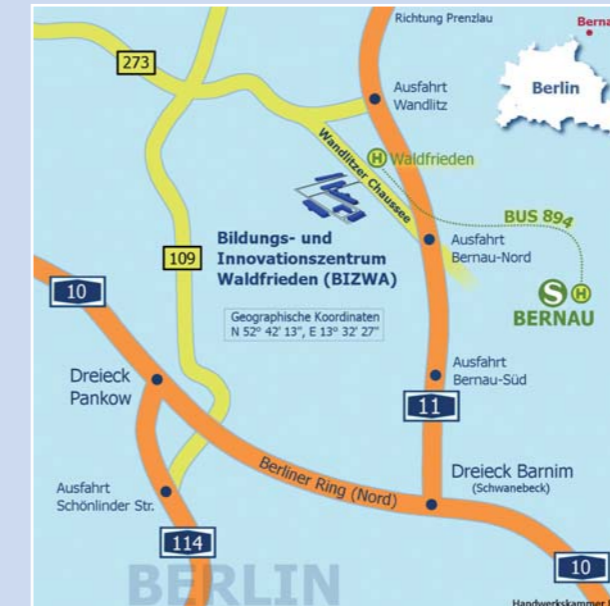 Richtung Prenzlau
273
Ausfahrt
Wandlitz
Berlin
Wandlitzer Chaussee
H Waldfrieden
BUS 894
Bildungs- und
Innovationszentrum
Waldfrieden (BIZWA)
Ausfahrt
Bernau-Nord
109
10
S H
BERNAU
Geographische Koordinaten
N 52° 42' 13", E 13° 32' 27"
Dreieck
Pankow
Ausfahrt
Bernau-Süd
11
Berliner Ring (Nord)
Dreieck Barnim
(Schwanebeck)
Ausfahrt
Schönlinder Str.
114
10
BERLIN
Handwerkskammer